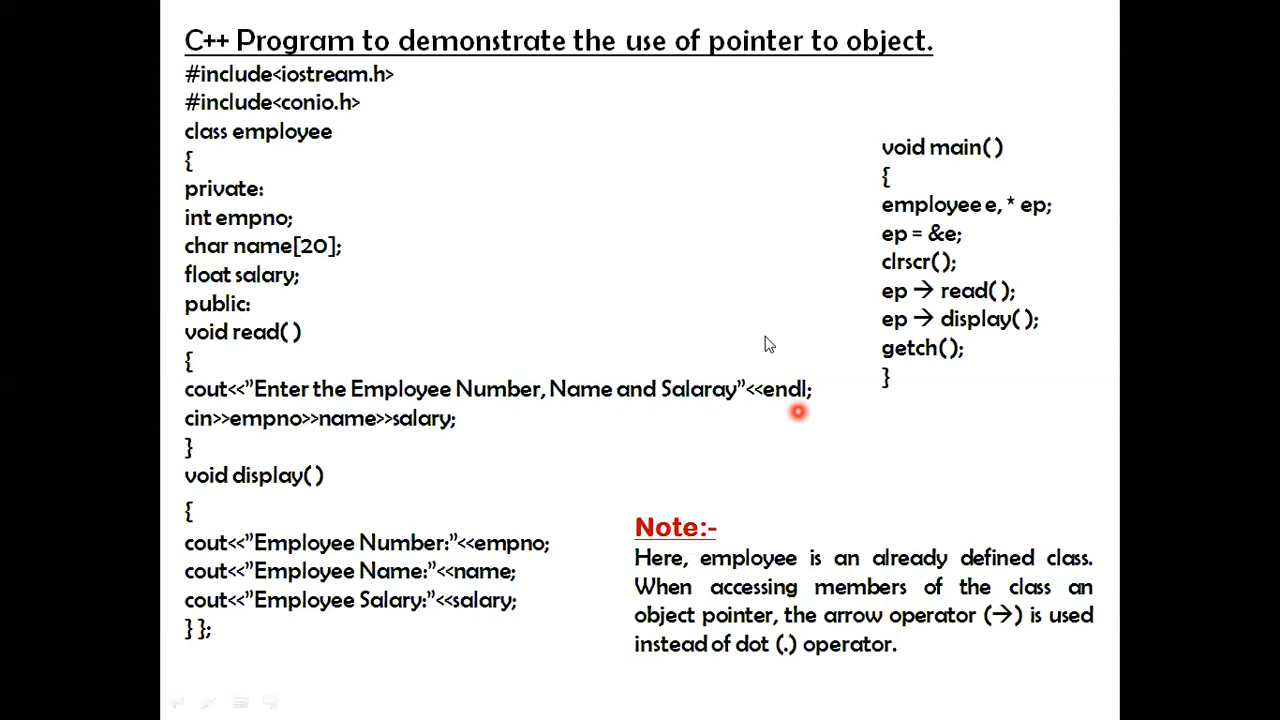 C++ Program to demonstrate the use of pointer to object.
#include<iostream.h>
#include<conio.h>
class employee
{
private:
int empno;
char name[20];
float salary;
public:
void read( )
{
cout<<”Enter the Employee Number, Name and Salaray”<<endl;
cin>>empno>>name>>salary;
}
void display( )
{
cout<<”Employee Number:”<<empno;
cout<<”Employee Name:”<<name;
cout<<”Employee Salary:”<<salary;
} };
void main( )
{
employee e, * ep;
ep = &e;
clrscr( );
ep → read( );
ep → display( );
getch( );
}
Note:-
Here, employee is an already defined class.
When accessing members of the class an
object pointer, the arrow operator (→) is used
instead of dot (.) operator.